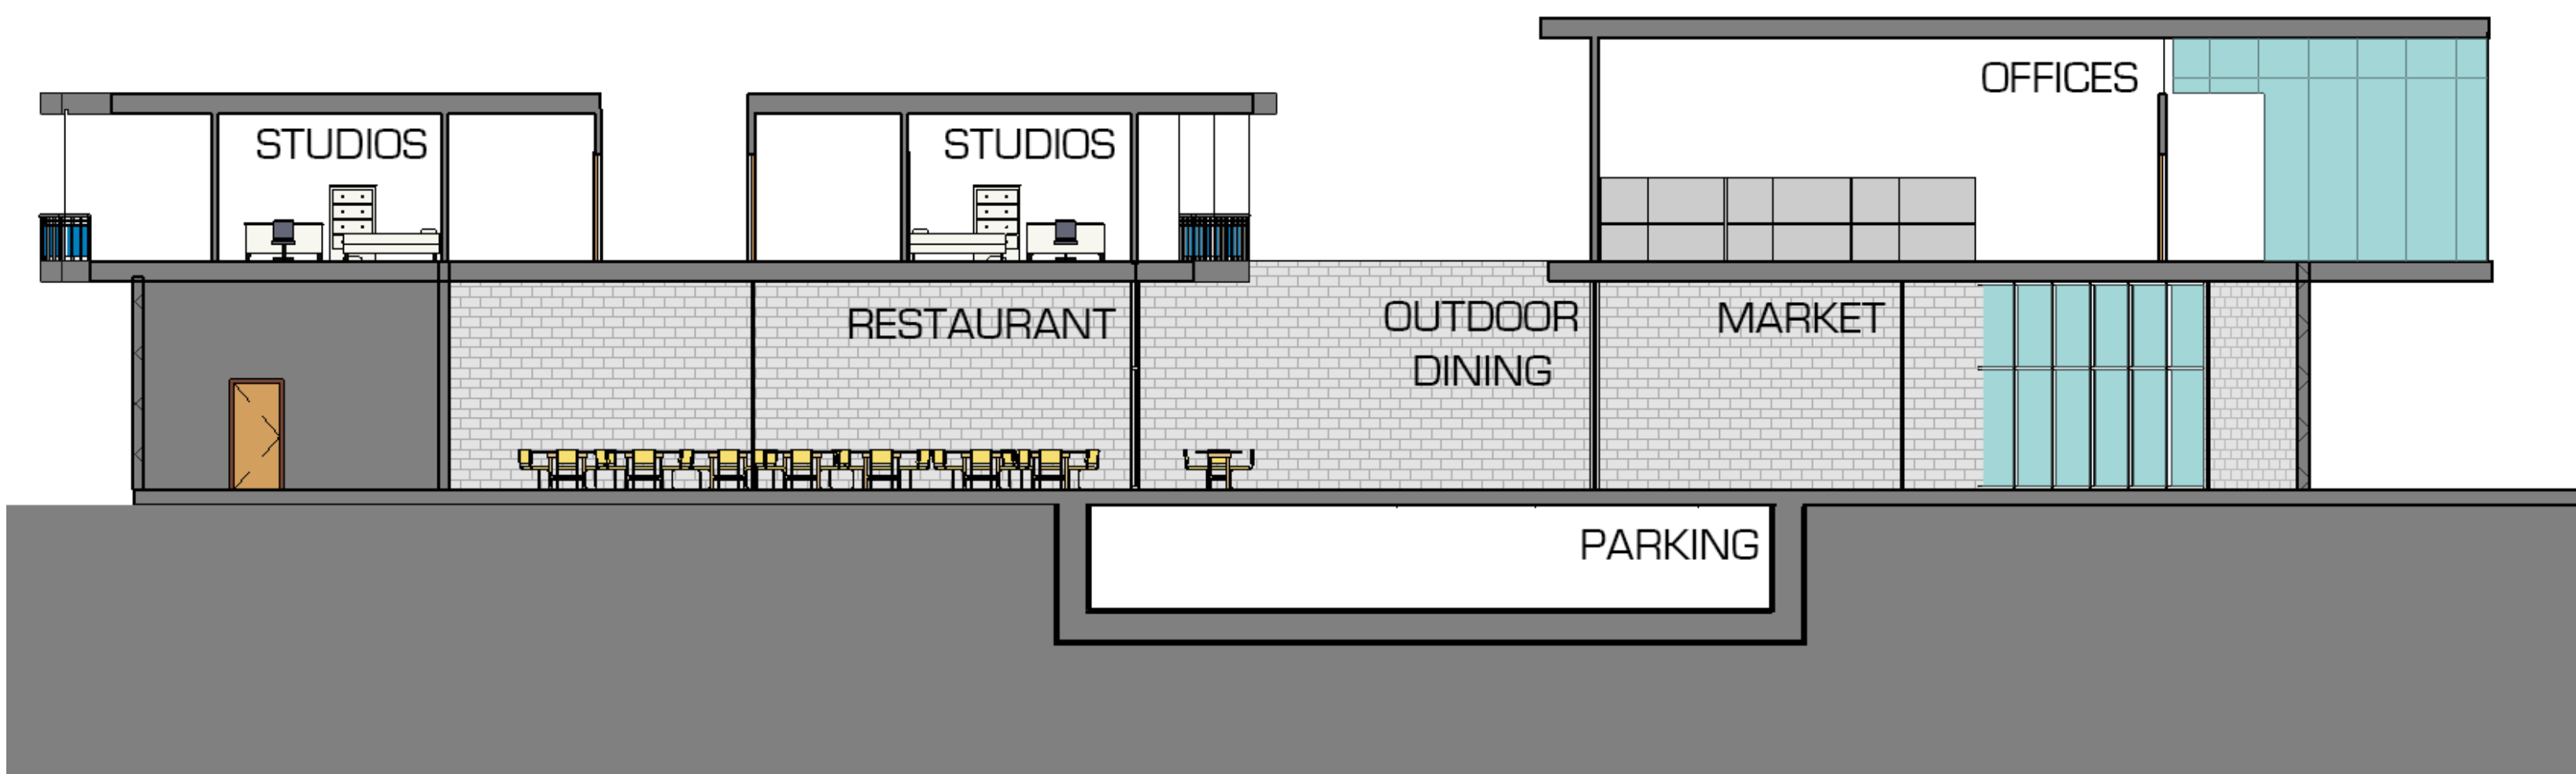 OFFICES
STUDIOS
STUDIOS
RESTAURANT
OUTDOOR
DINING
MARKET
PARKING